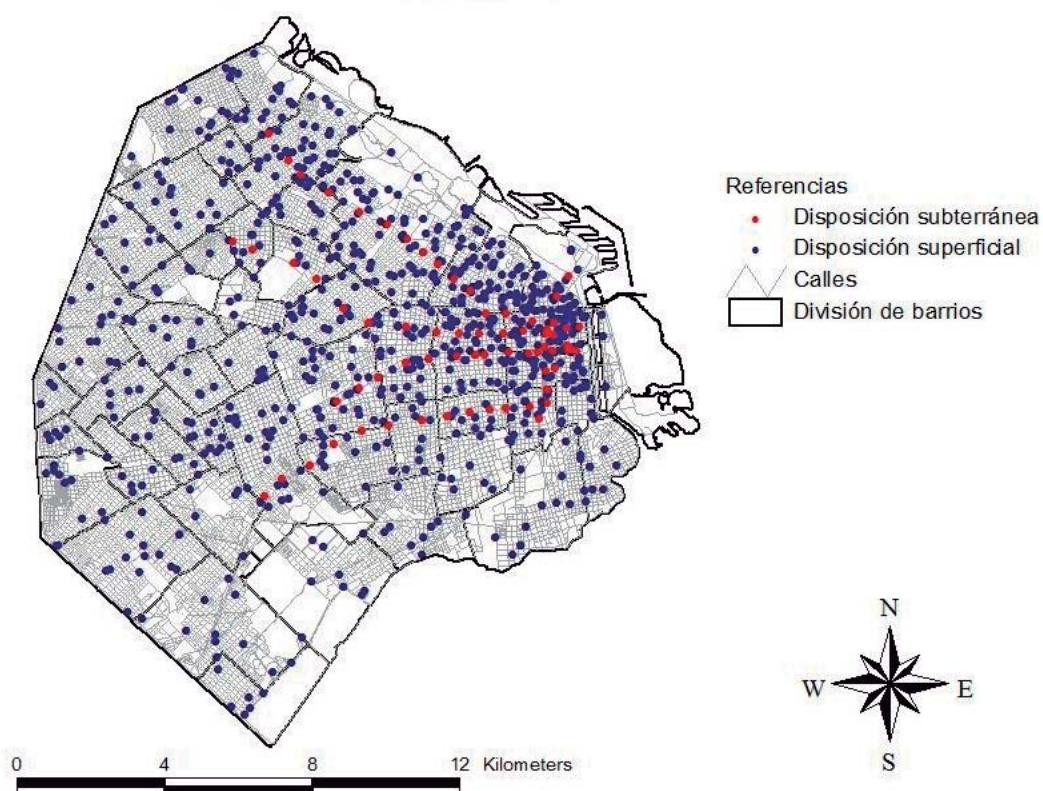 Referencias
Disposición subterránea
Disposición superficial
Calles
División de barrios
N
W E
S
0 4 8 12 Kilometers